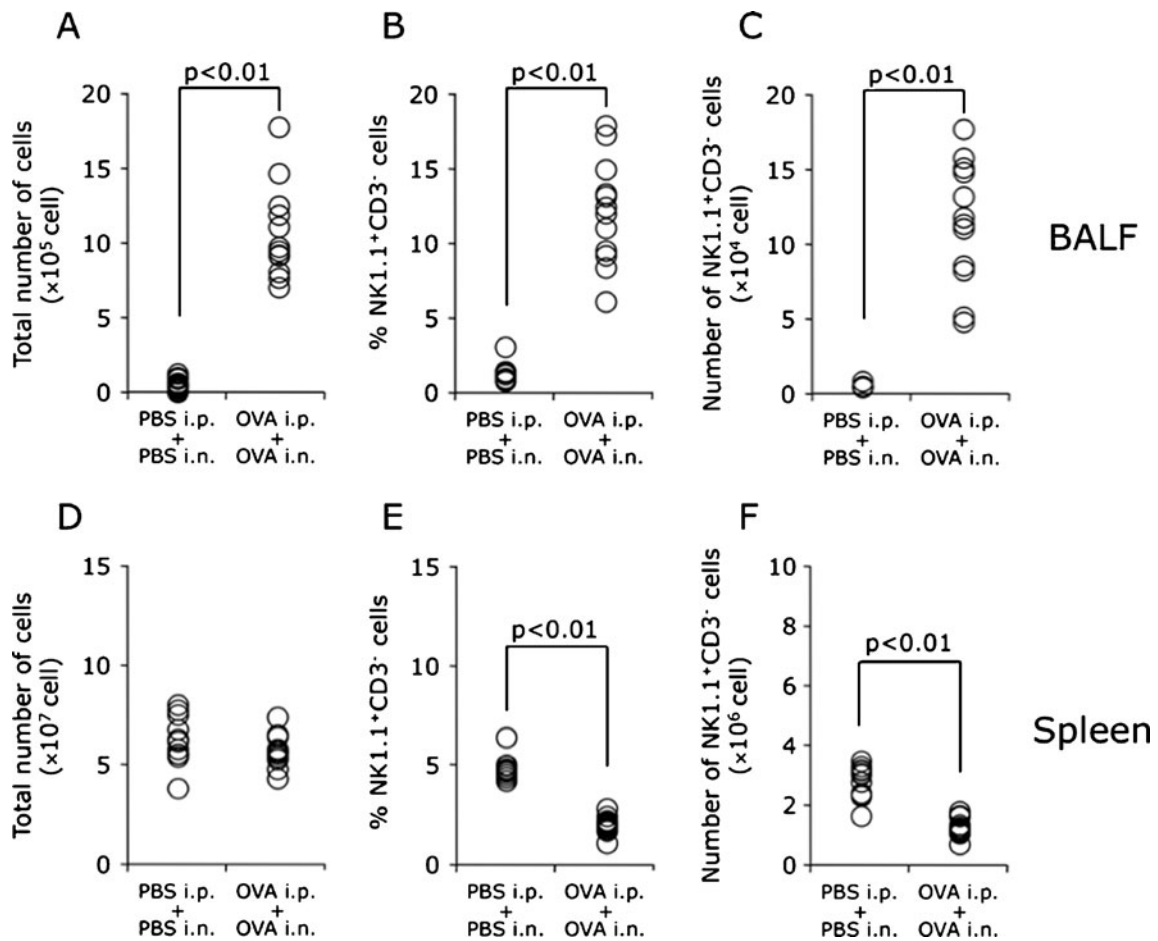 A
p<0.01
Total number of cells
(×10⁵ cell)
20
15
10
5
0
PBS i.p.
+
PBS i.n.
OVA i.p.
+
OVA i.n.
B
p<0.01
% NK1.1⁺CD3⁻ cells
20
15
10
5
0
PBS i.p.
+
PBS i.n.
OVA i.p.
+
OVA i.n.
C
p<0.01
Number of NK1.1⁺CD3⁻ cells
(×10⁴ cell)
20
15
10
5
0
PBS i.p.
+
PBS i.n.
OVA i.p.
+
OVA i.n.
BALF
D
Total number of cells
(×10⁷ cell)
15
10
5
0
PBS i.p.
+
PBS i.n.
OVA i.p.
+
OVA i.n.
E
p<0.01
% NK1.1⁺CD3⁻ cells
15
10
5
0
PBS i.p.
+
PBS i.n.
OVA i.p.
+
OVA i.n.
F
p<0.01
Number of NK1.1⁺CD3⁻ cells
(×10⁶ cell)
10
8
6
4
2
0
PBS i.p.
+
PBS i.n.
OVA i.p.
+
OVA i.n.
Spleen